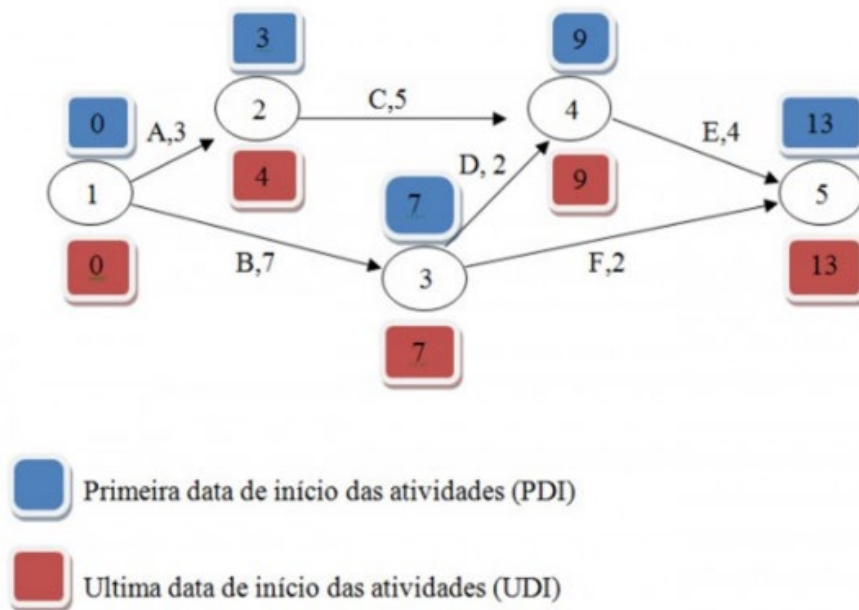 3
9
0
A,3
2
C,5
4
E,4
13
1
4
D, 2
9
5
7
0
B,7
3
F,2
13
7
Primeira data de início das atividades (PDI)
Ultima data de início das atividades (UDI)